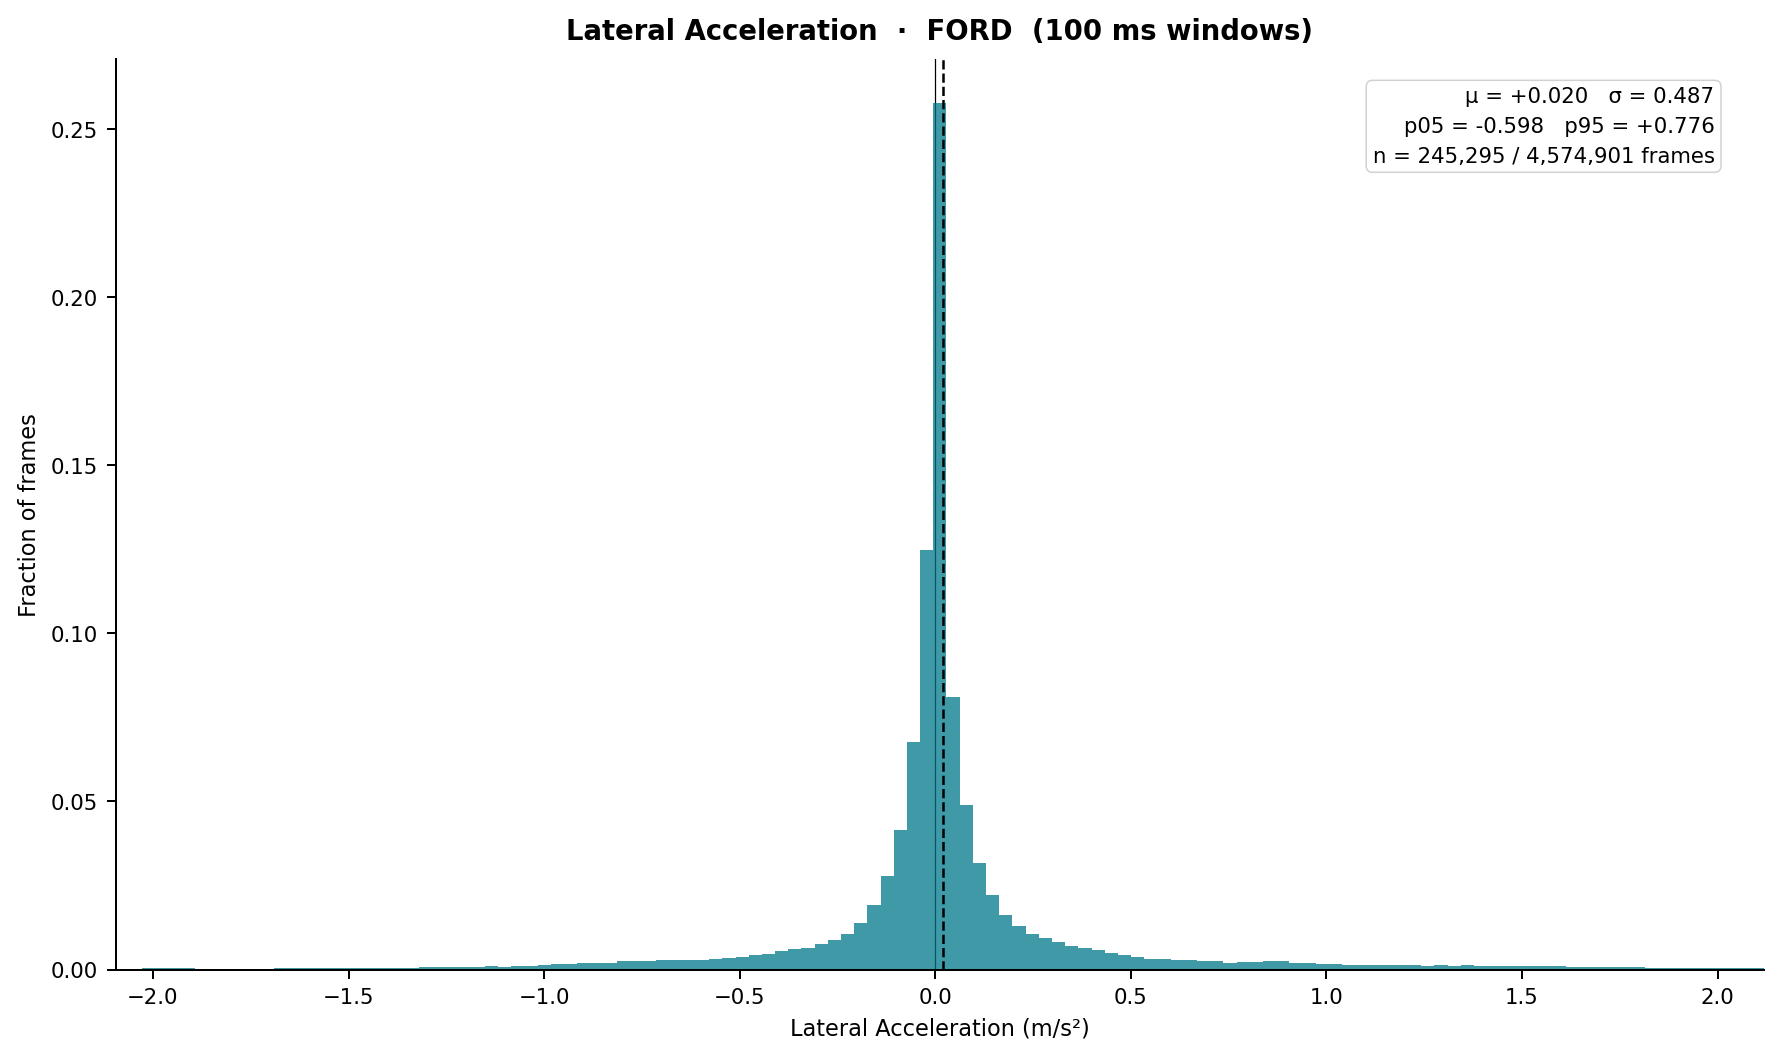 Lateral Acceleration · FORD (100 ms windows)
μ = +0.020 σ = 0.487
p05 = -0.598 p95 = +0.776
n = 245,295 / 4,574,901 frames
Fraction of frames
0.25
0.20
0.15
0.10
0.05
0.00
−2.0 −1.5 −1.0 −0.5 0.0 0.5 1.0 1.5 2.0
Lateral Acceleration (m/s²)